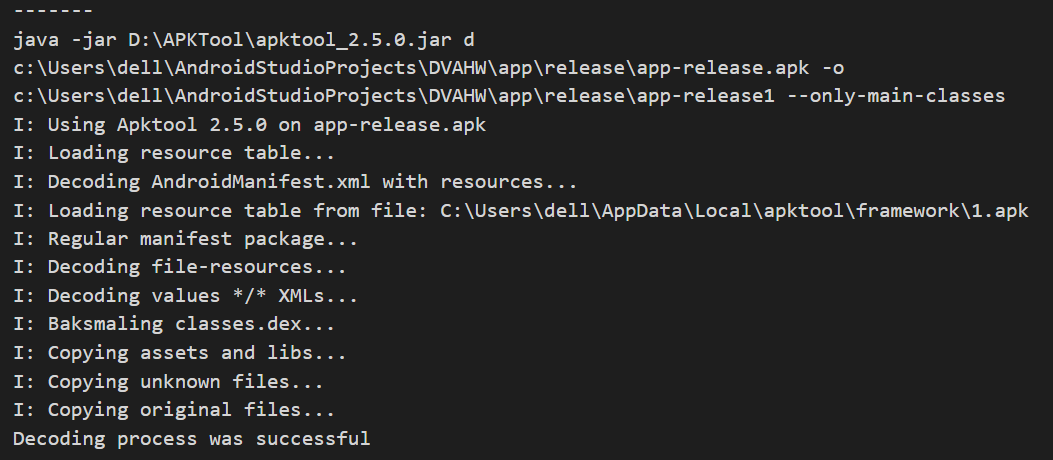 -------
java -jar D:\APKTool\apktool_2.5.0.jar d
c:\Users\dell\AndroidStudioProjects\DVAHW\app\release\app-release.apk -o
c:\Users\dell\AndroidStudioProjects\DVAHW\app\release\app-release1 --only-main-classes
I: Using Apktool 2.5.0 on app-release.apk
I: Loading resource table...
I: Decoding AndroidManifest.xml with resources...
I: Loading resource table from file: C:\Users\dell\AppData\Local\apktool\framework\1.apk
I: Regular manifest package...
I: Decoding file-resources...
I: Decoding values */* XMLs...
I: Baksmaling classes.dex...
I: Copying assets and libs...
I: Copying unknown files...
I: Copying original files...
Decoding process was successful